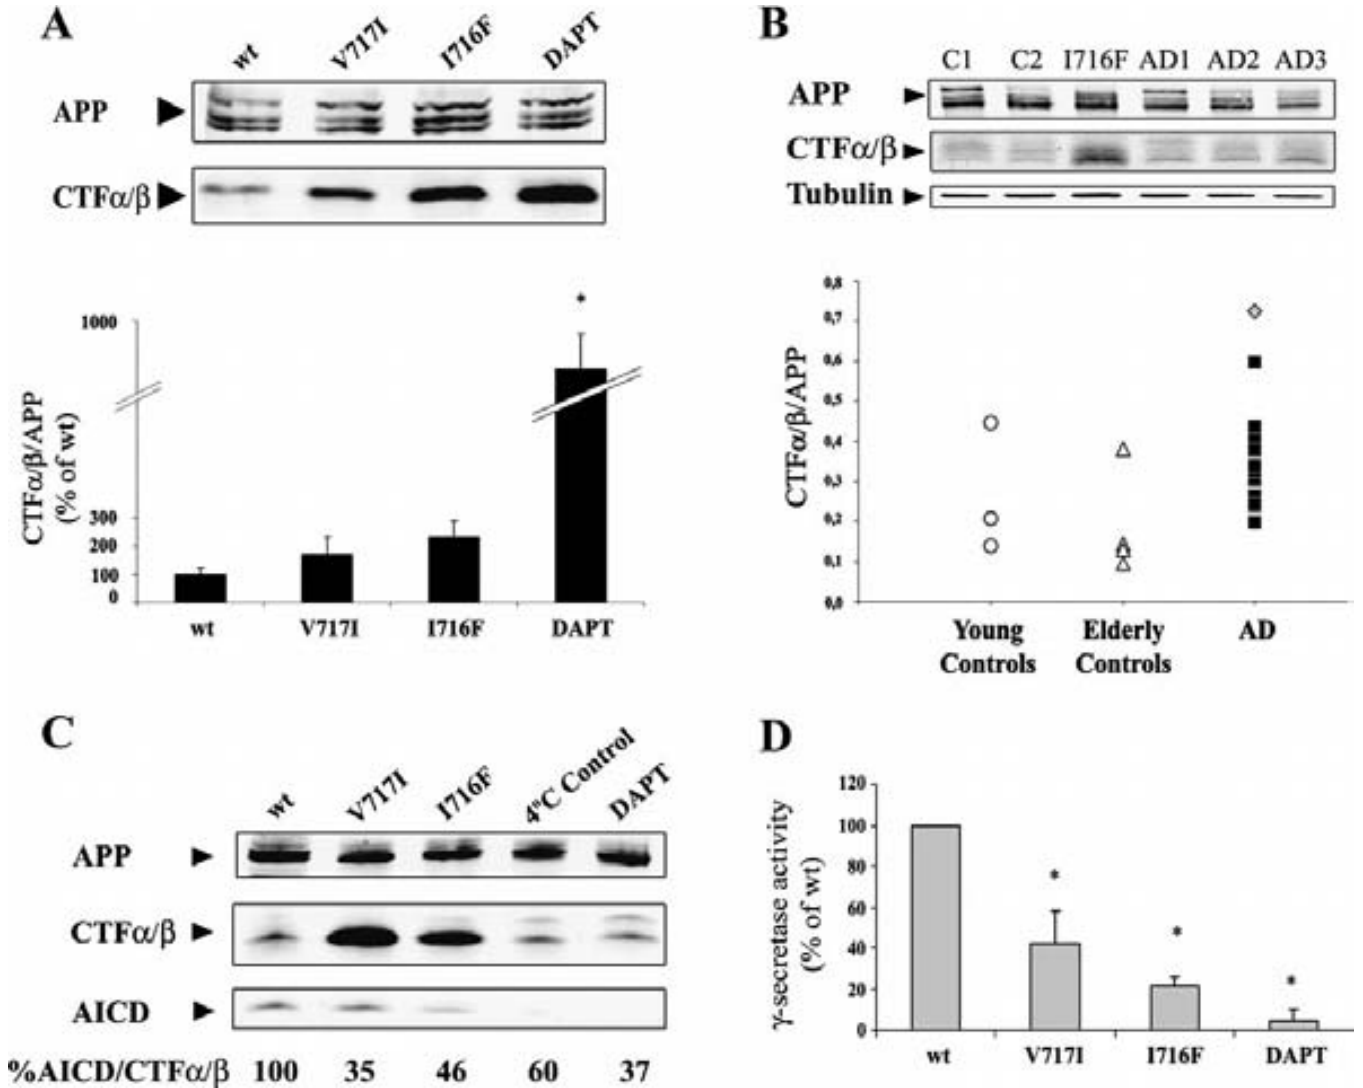 A
wt V717I I716F DAPT
APP
CTFα/β
*
1000
300
200
100
0
CTFα/β/APP
(% of wt)
wt V717I I716F DAPT
B
C1 C2 I716F AD1 AD2 AD3
APP
CTFα/β
Tubulin
0,8
0,7
0,6
0,5
0,4
0,3
0,2
0,1
0,0
CTFα/β/APP
Young Controls
Elderly Controls
AD
C
wt V717I I716F 4ºC Control DAPT
APP
CTFα/β
AICD
%AICD/CTFα/β 100 35 46 60 37
D
120
100
80
60
40
20
0
γ-secretase activity
(% of wt)
* * *
wt V717I I716F DAPT